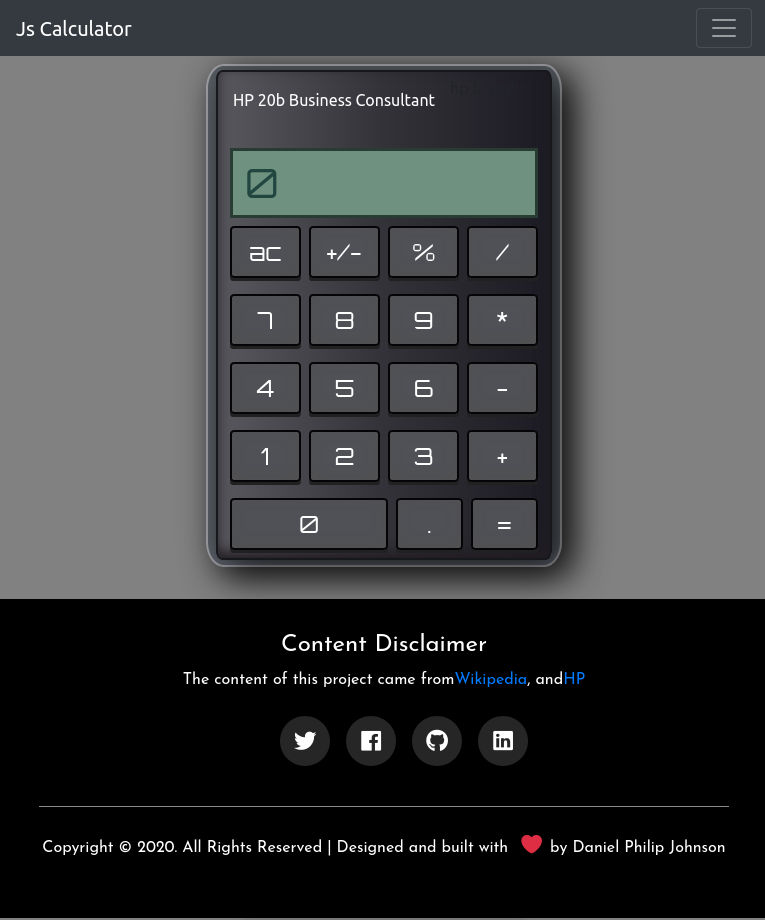 Js Calculator
HP 20b Business Consultant
0
ac +/- % /
7 8 9 *
4 5 6 -
1 2 3 +
0 . =
Content Disclaimer
The content of this project came fromWikipedia, andHP
Copyright © 2020. All Rights Reserved | Designed and built with ❤ by Daniel Philip Johnson